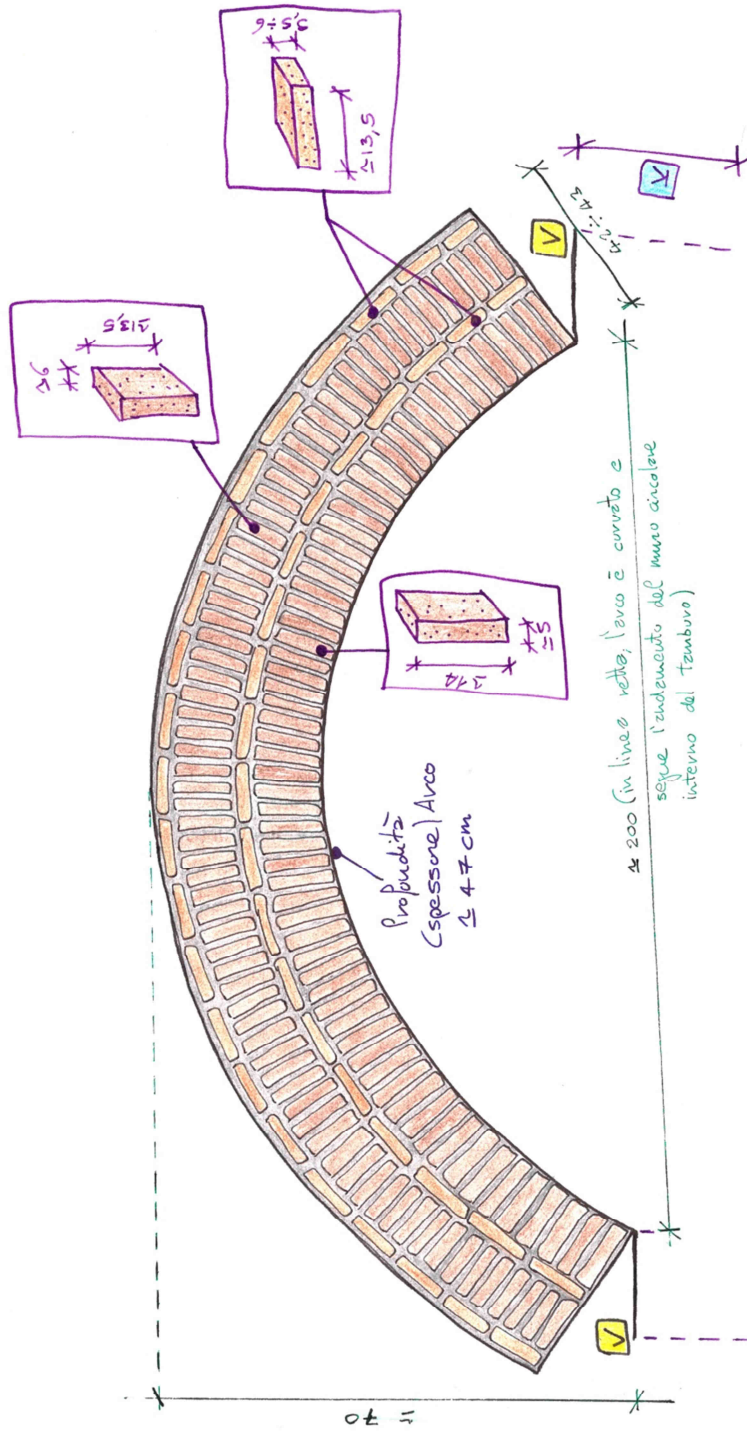 ≃6
≃13,5
5,5÷6
≃13,5
≃14
≃5
Profondità
(spessore) Arco
≃ 47 cm
42÷43
V
K
≃ 200 (in linea retta, l'arco è curvato e
segue l'andamento del muro circolare
interno del tamburo)
V
≃ 70